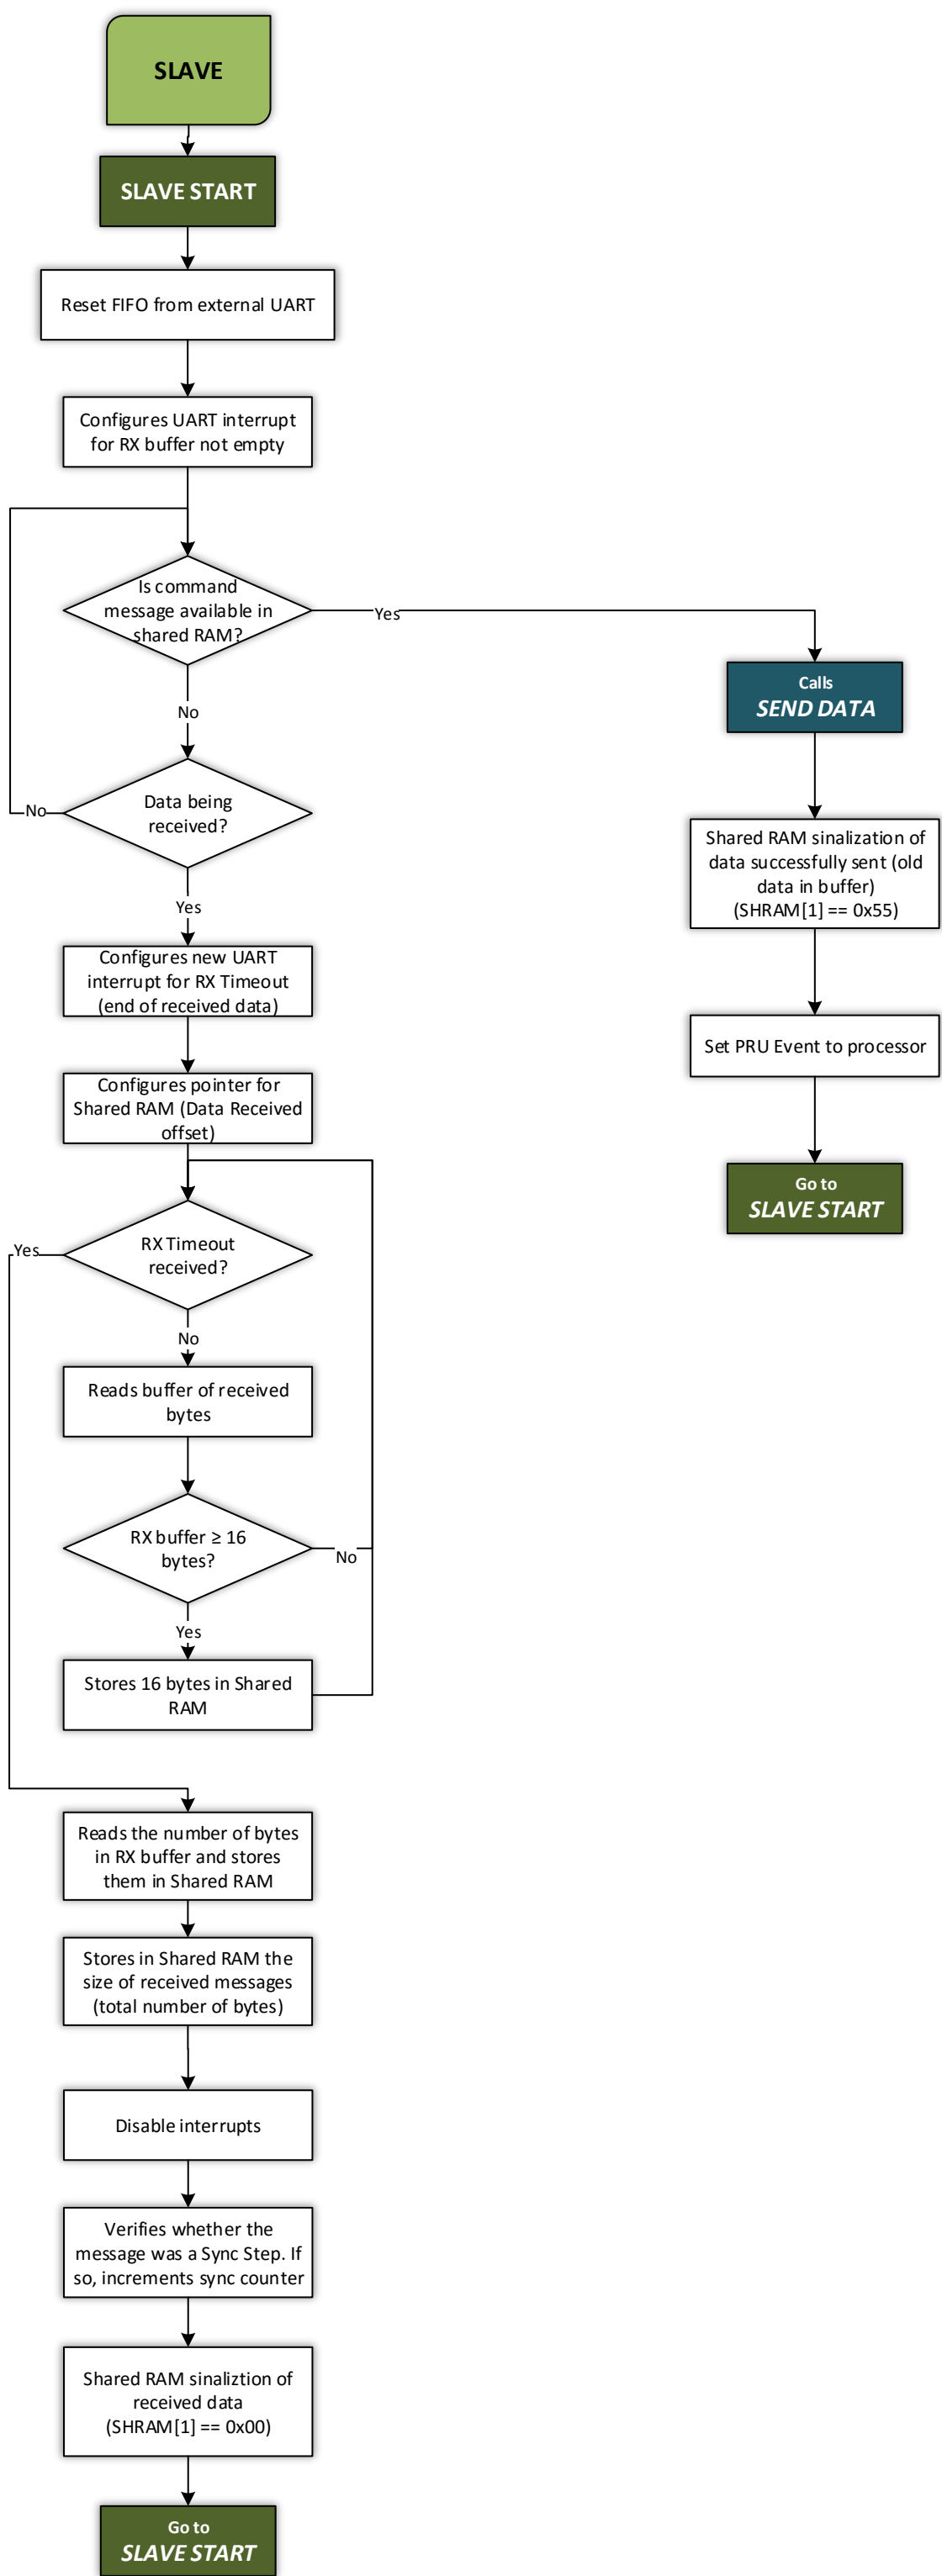 SLAVE
SLAVE START
Reset FIFO from external UART
Configures UART interrupt
for RX buffer not empty
Is command
message available in
shared RAM?
Yes
No
Data being
received?
No
Yes
Configures new UART
interrupt for RX Timeout
(end of received data)
Configures pointer for
Shared RAM (Data Received
offset)
RX Timeout
received?
Yes
No
Reads buffer of received
bytes
RX buffer ≥ 16
bytes?
No
Yes
Stores 16 bytes in Shared
RAM
Reads the number of bytes
in RX buffer and stores
them in Shared RAM
Stores in Shared RAM the
size of received messages
(total number of bytes)
Disable interrupts
Verifies whether the
message was a Sync Step. If
so, increments sync counter
Shared RAM sinaliztion of
received data
(SHRAM[1] == 0x00)
Go to
SLAVE START
Calls
SEND DATA
Shared RAM sinalization of
data successfully sent (old
data in buffer)
(SHRAM[1] == 0x55)
Set PRU Event to processor
Go to
SLAVE START